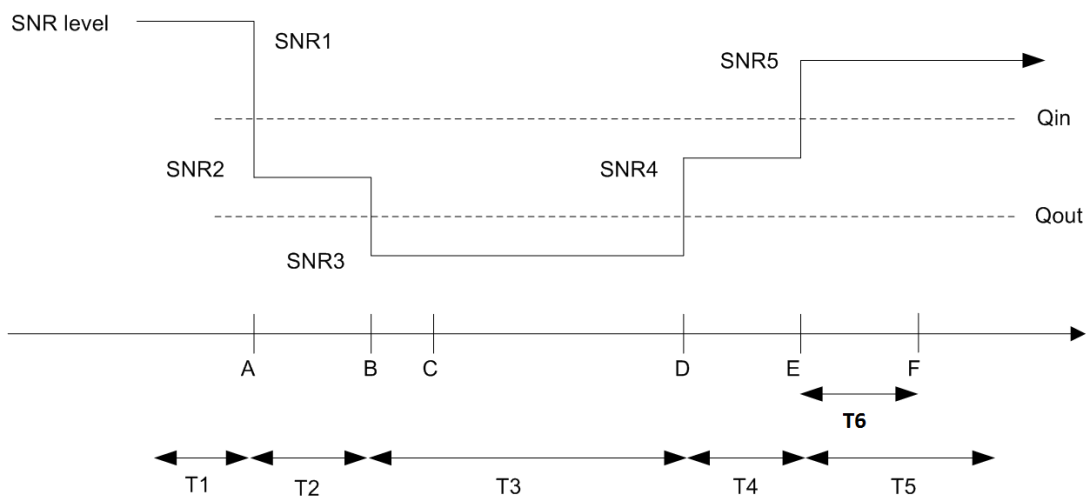 SNR level
SNR1
SNR5
Qin
SNR2
SNR4
Qout
SNR3
A
B
C
D
E
F
T6
T1
T2
T3
T4
T5